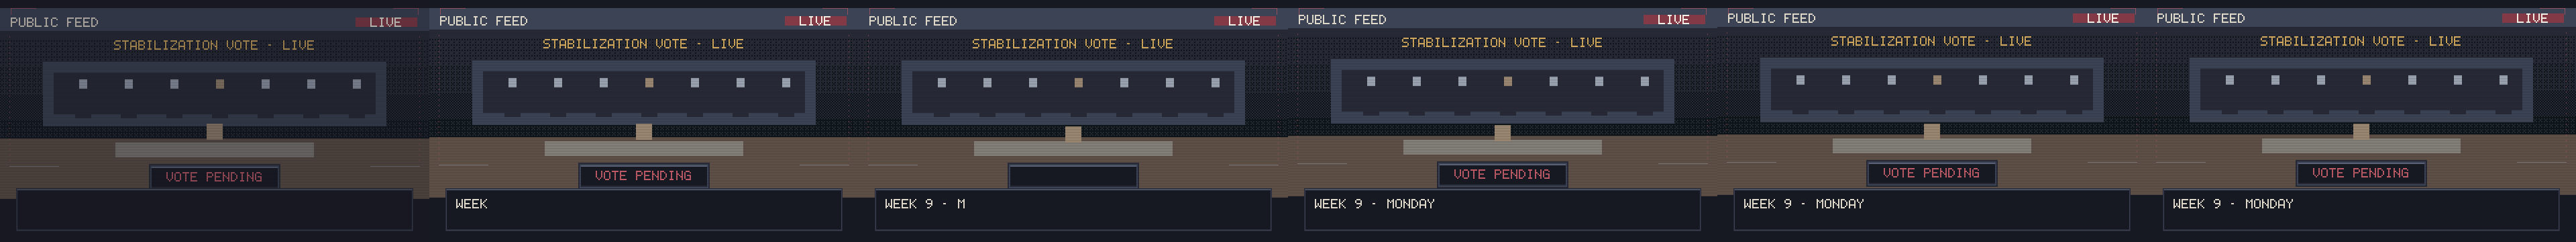 PUBLIC FEED LIVE
STABILIZATION VOTE - LIVE
VOTE PENDING
PUBLIC FEED LIVE
STABILIZATION VOTE - LIVE
VOTE PENDING
WEEK
PUBLIC FEED LIVE
STABILIZATION VOTE - LIVE
WEEK 9 - M
PUBLIC FEED LIVE
STABILIZATION VOTE - LIVE
VOTE PENDING
WEEK 9 - MONDAY
PUBLIC FEED LIVE
STABILIZATION VOTE - LIVE
VOTE PENDING
WEEK 9 - MONDAY
PUBLIC FEED LIVE
STABILIZATION VOTE - LIVE
VOTE PENDING
WEEK 9 - MONDAY